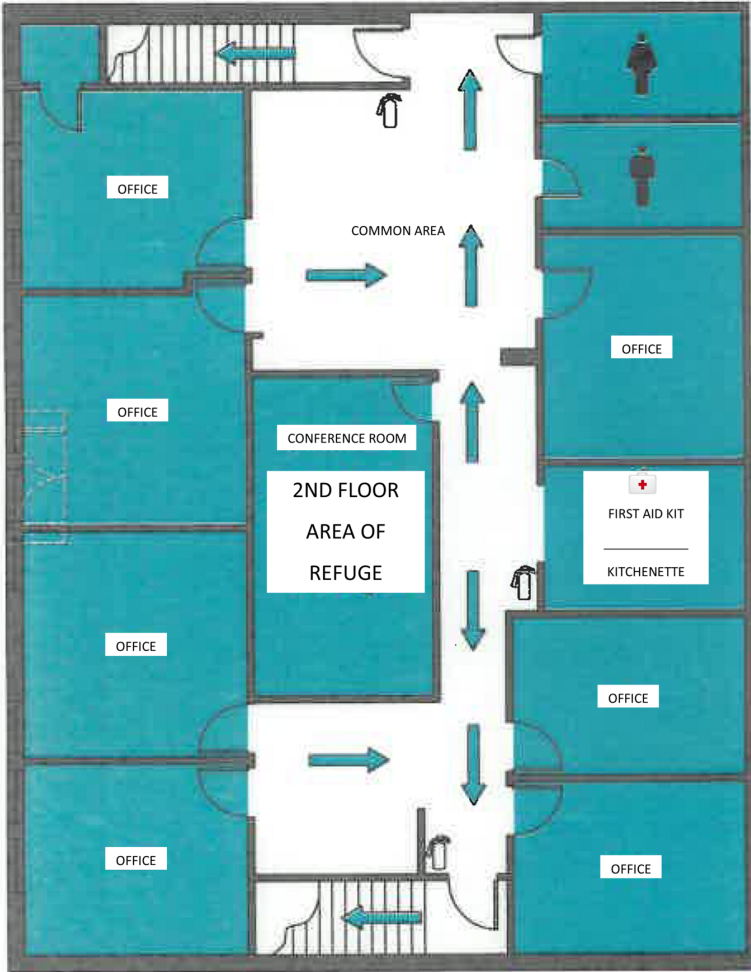 OFFICE
COMMON AREA
OFFICE
OFFICE
CONFERENCE ROOM
2ND FLOOR
AREA OF
REFUGE
FIRST AID KIT
KITCHENETTE
OFFICE
OFFICE
OFFICE
OFFICE